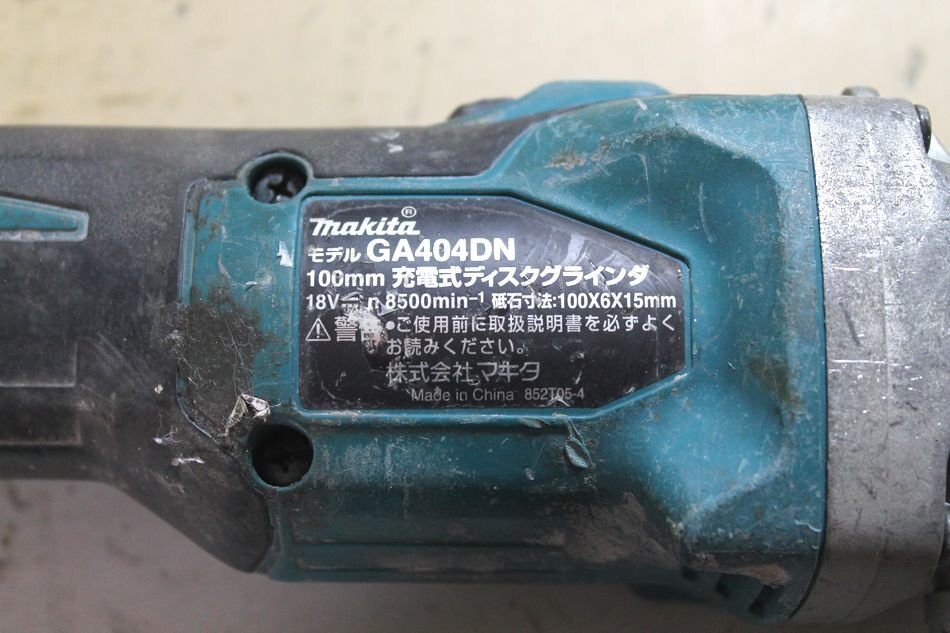 makita®
モデル GA404DN
100mm 充電式ディスクグラインダ
18V⎓ n 8500min⁻¹ 砥石寸法:100X6X15mm
⚠警 •ご使用前に取扱説明書を必ずよく
お読みください。
株式会社マキタ
Made in China 852T05-4